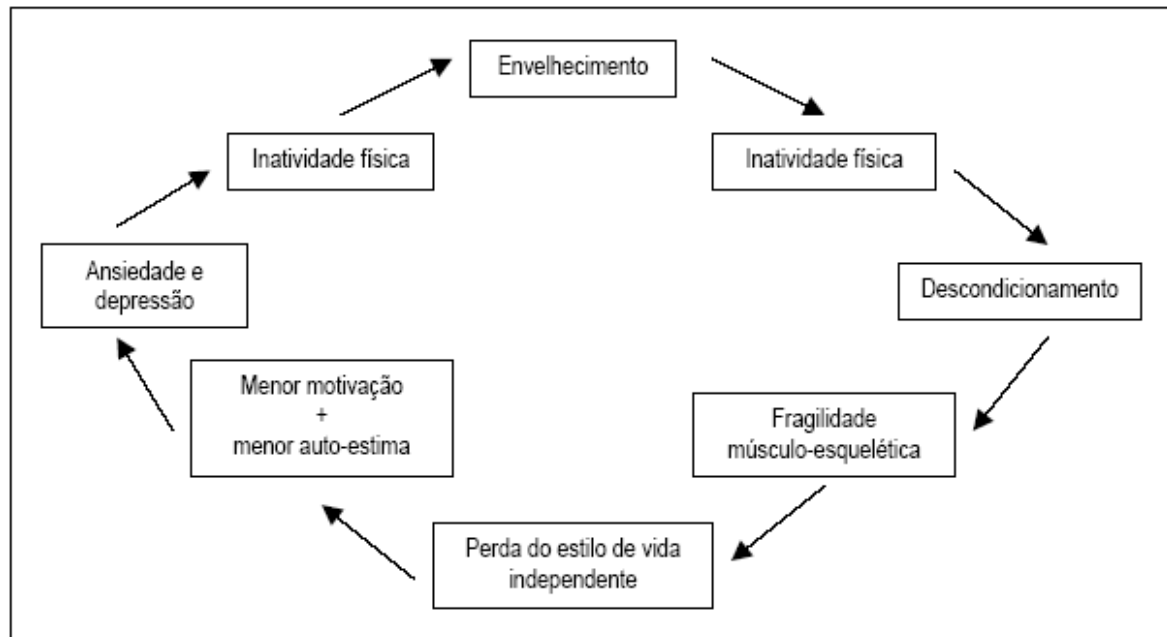 Envelhecimento
Inatividade física
Descondicionamento
Fragilidade
músculo-esquelética
Perda do estilo de vida
independente
Menor motivação
+
menor auto-estima
Ansiedade e
depressão
Inatividade física